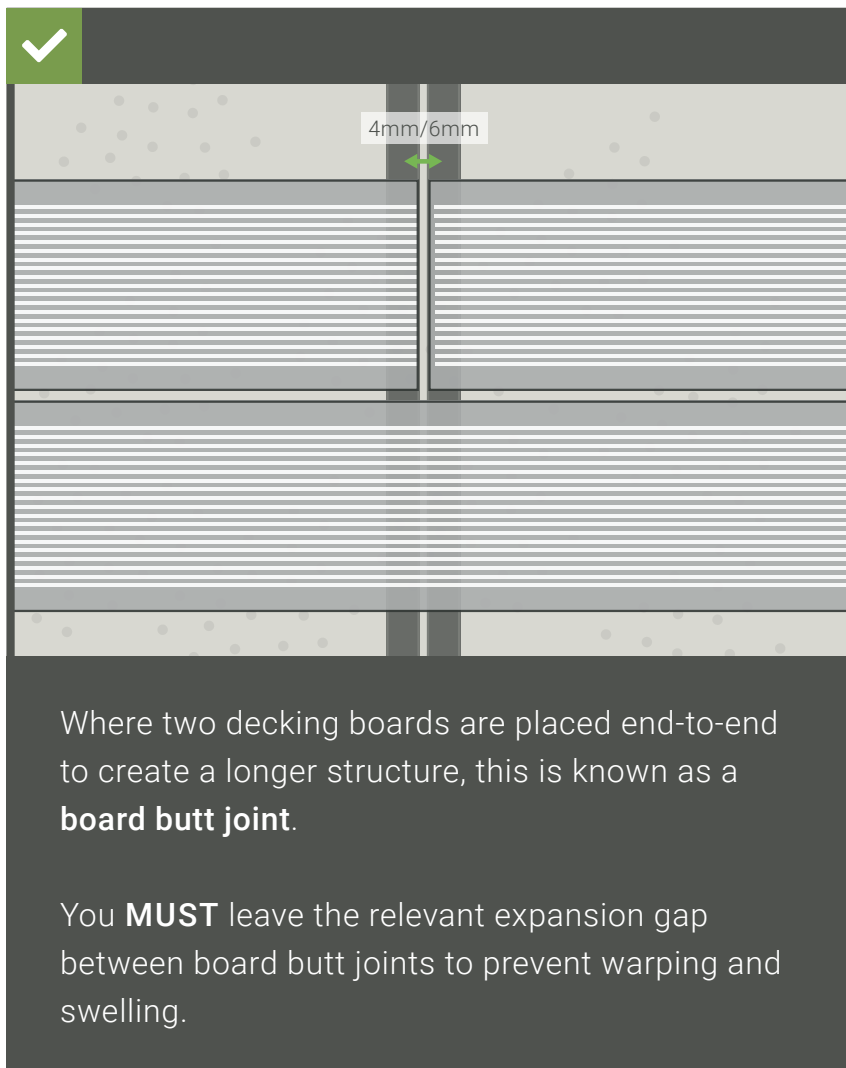 4mm/6mm
Where two decking boards are placed end-to-end
to create a longer structure, this is known as a
board butt joint.
You MUST leave the relevant expansion gap
between board butt joints to prevent warping and
swelling.